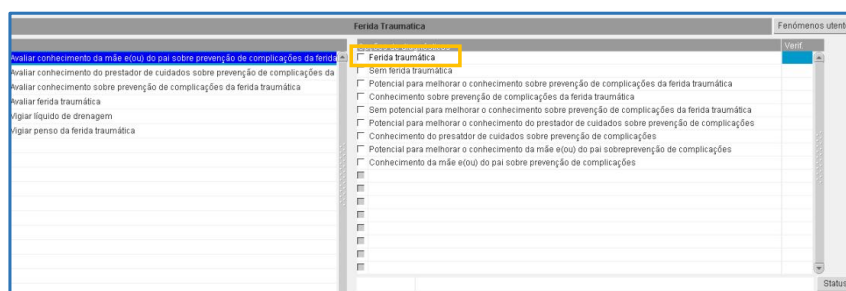 Ferida Traumatica
Fenómenos utente
Opções de diagnósticos
Verif.
Avaliar conhecimento da mãe e(ou) do pai sobre prevenção de complicações da ferida
Avaliar conhecimento do prestador de cuidados sobre prevenção de complicações da
Avaliar conhecimento sobre prevenção de complicações da ferida traumática
Avaliar ferida traumática
Vigiar líquido de drenagem
Vigiar penso da ferida traumática
Ferida traumática
Sem ferida traumática
Potencial para melhorar o conhecimento sobre prevenção de complicações da ferida traumática
Conhecimento sobre prevenção de complicações da ferida traumática
Sem potencial para melhorar o conhecimento sobre prevenção de complicações da ferida traumática
Potencial para melhorar o conhecimento do prestador de cuidados sobre prevenção de complicações
Conhecimento do presatdor de cuidados sobre prevenção de complicações
Potencial para melhorar o conhecimento da mãe e(ou) do pai sobreprevenção de complicações
Conhecimento da mãe e(ou) do pai sobre prevenção de complicações
Status